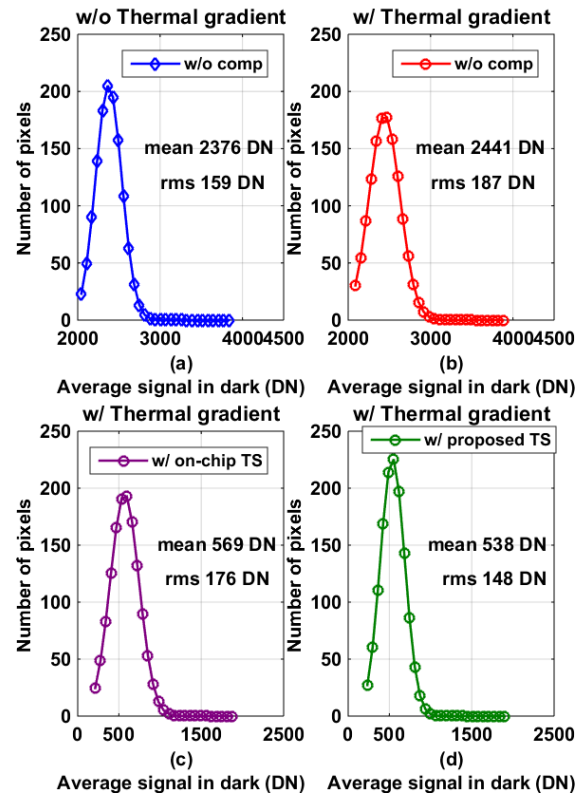 w/o Thermal gradient
250
200
150
100
50
0
Number of pixels
w/o comp
mean 2376 DN
rms 159 DN
2000 3000 4000 4500
(a)
Average signal in dark (DN)
w/ Thermal gradient
250
200
150
100
50
0
Number of pixels
w/o comp
mean 2441 DN
rms 187 DN
2000 3000 4000 4500
(b)
Average signal in dark (DN)
w/ Thermal gradient
250
200
150
100
50
0
Number of pixels
w/ on-chip TS
mean 569 DN
rms 176 DN
0 500 1500 2500
(c)
Average signal in dark (DN)
w/ Thermal gradient
250
200
150
100
50
0
Number of pixels
w/ proposed TS
mean 538 DN
rms 148 DN
0 500 1500 2500
(d)
Average signal in dark (DN)